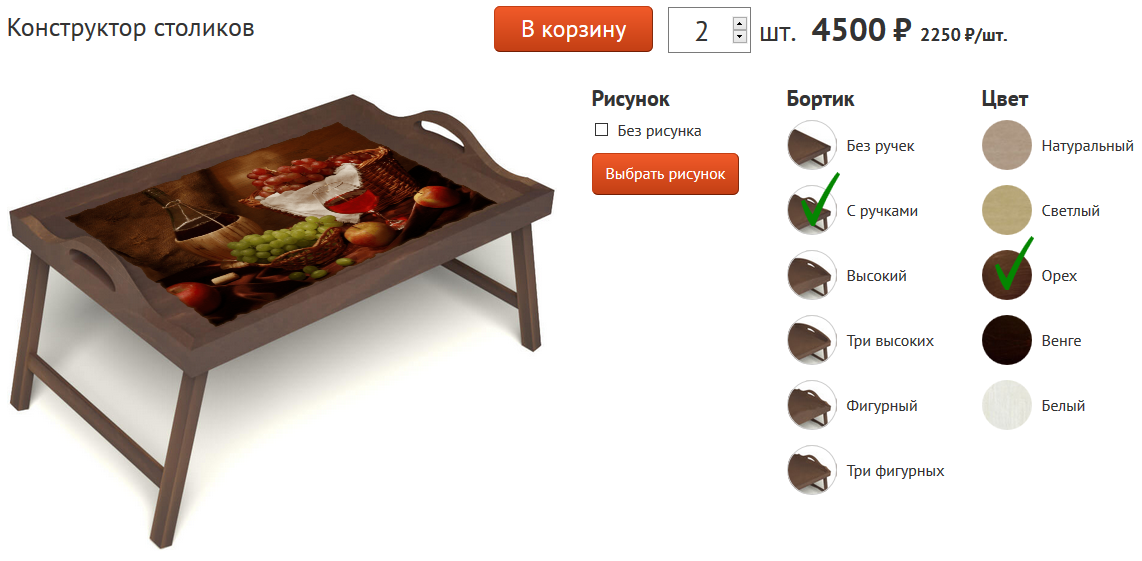 Конструктор столиков
В корзину
2
шт.
4500 ₽ 2250 ₽/шт.
Рисунок
Без рисунка
Выбрать рисунок
Бортик
Без ручек
С ручками
Высокий
Три высоких
Фигурный
Три фигурных
Цвет
Натуральный
Светлый
Орех
Венге
Белый